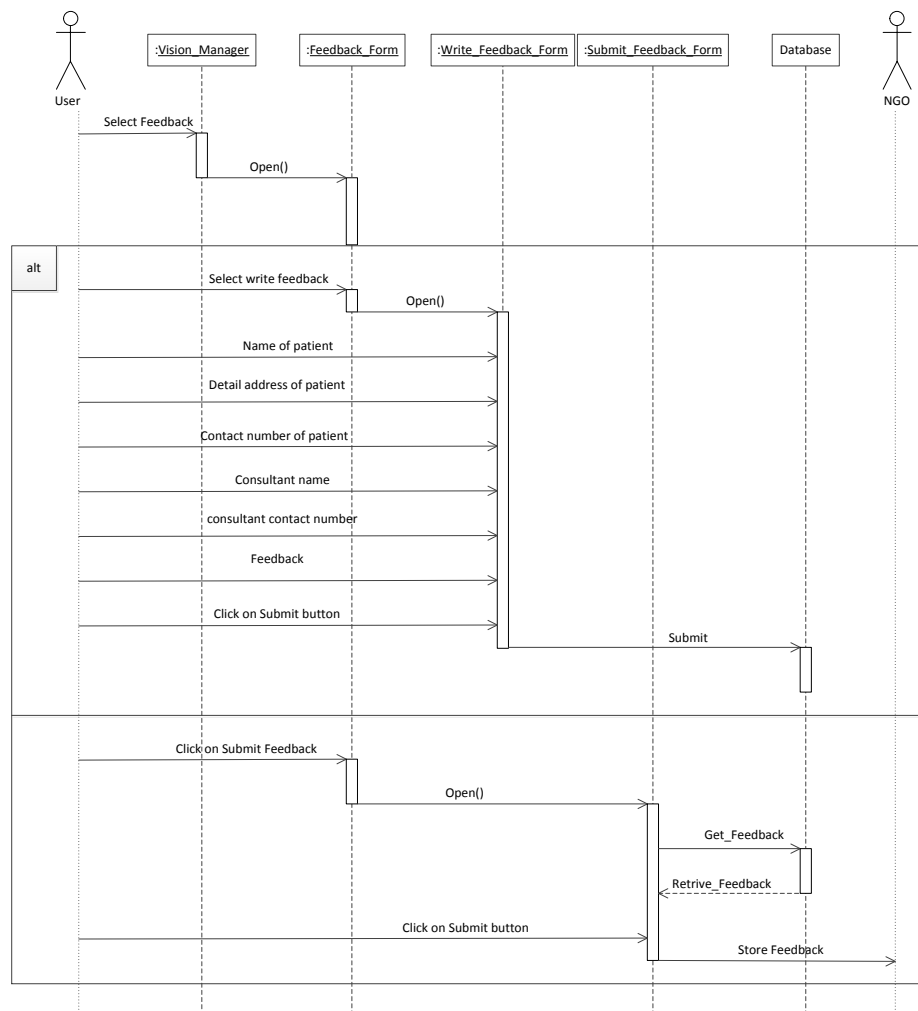 :Vision_Manager
:Feedback_Form
:Write_Feedback_Form
:Submit_Feedback_Form
Database
User
NGO
Select Feedback
Open()
alt
Select write feedback
Open()
Name of patient
Detail address of patient
Contact number of patient
Consultant name
consultant contact number
Feedback
Click on Submit button
Submit
Click on Submit Feedback
Open()
Get_Feedback
Retrive_Feedback
Click on Submit button
Store Feedback